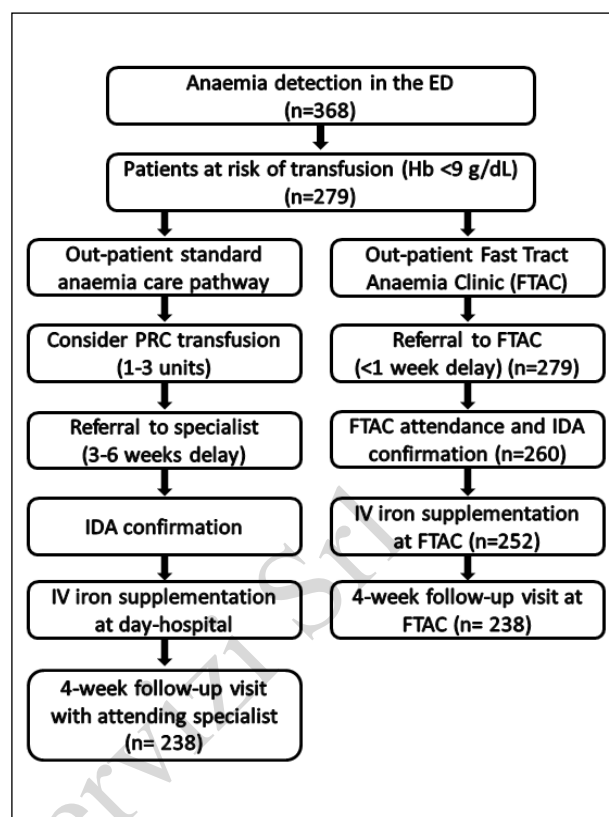 Anaemia detection in the ED
(n=368)
Patients at risk of transfusion (Hb <9 g/dL)
(n=279)
Out-patient standard
anaemia care pathway
Consider PRC transfusion
(1-3 units)
Referral to specialist
(3-6 weeks delay)
IDA confirmation
IV iron supplementation
at day-hospital
4-week follow-up visit
with attending specialist
(n= 238)
Out-patient Fast Tract
Anaemia Clinic (FTAC)
Referral to FTAC
(<1 week delay) (n=279)
FTAC attendance and IDA
confirmation (n=260)
IV iron supplementation
at FTAC (n=252)
4-week follow-up visit at
FTAC (n= 238)
ervizi Srl